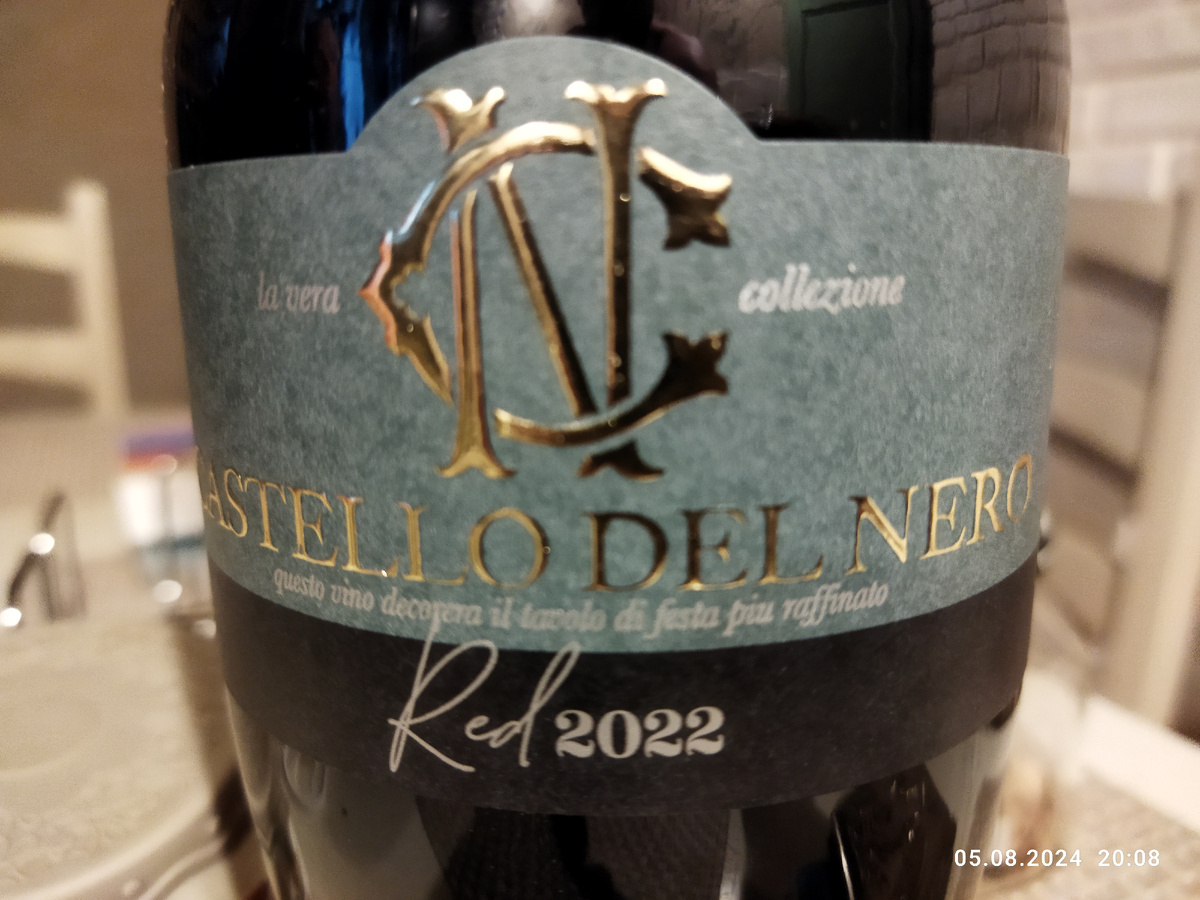 la vera CN collezione
CASTELLO DEL NERO
questo vino decorera il tavolo di festa piu raffinato
Red 2022
05.08.2024 20:08